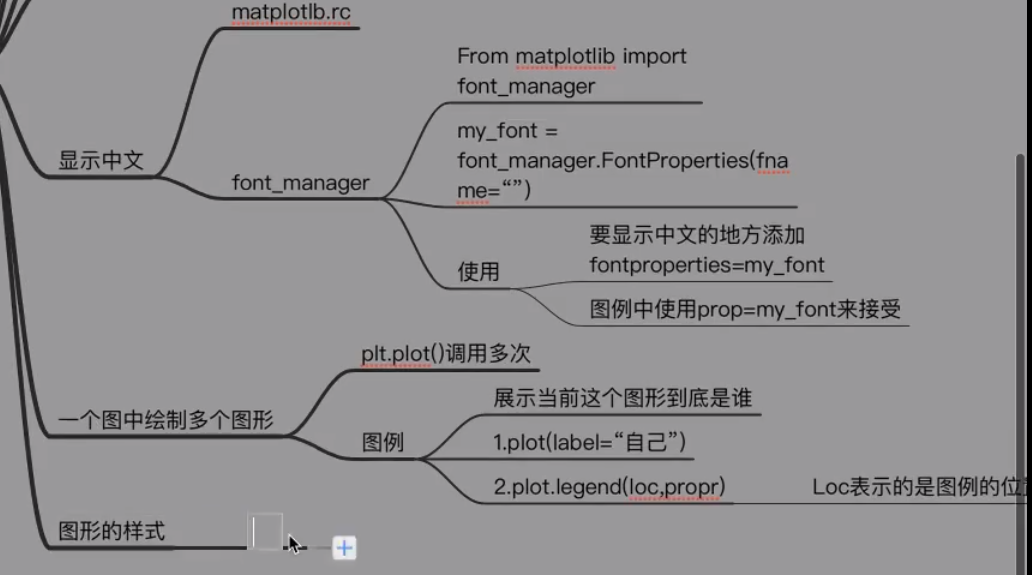 matplotlb.rc
From matplotlib import
font_manager
my_font =
font_manager.FontProperties(fna
me=“”)
显示中文
font_manager
要显示中文的地方添加
fontproperties=my_font
使用
图例中使用prop=my_font来接受
plt.plot()调用多次
展示当前这个图形到底是谁
一个图中绘制多个图形
图例
1.plot(label=“自己”)
2.plot.legend(loc,propr)
Loc表示的是图例的位
图形的样式